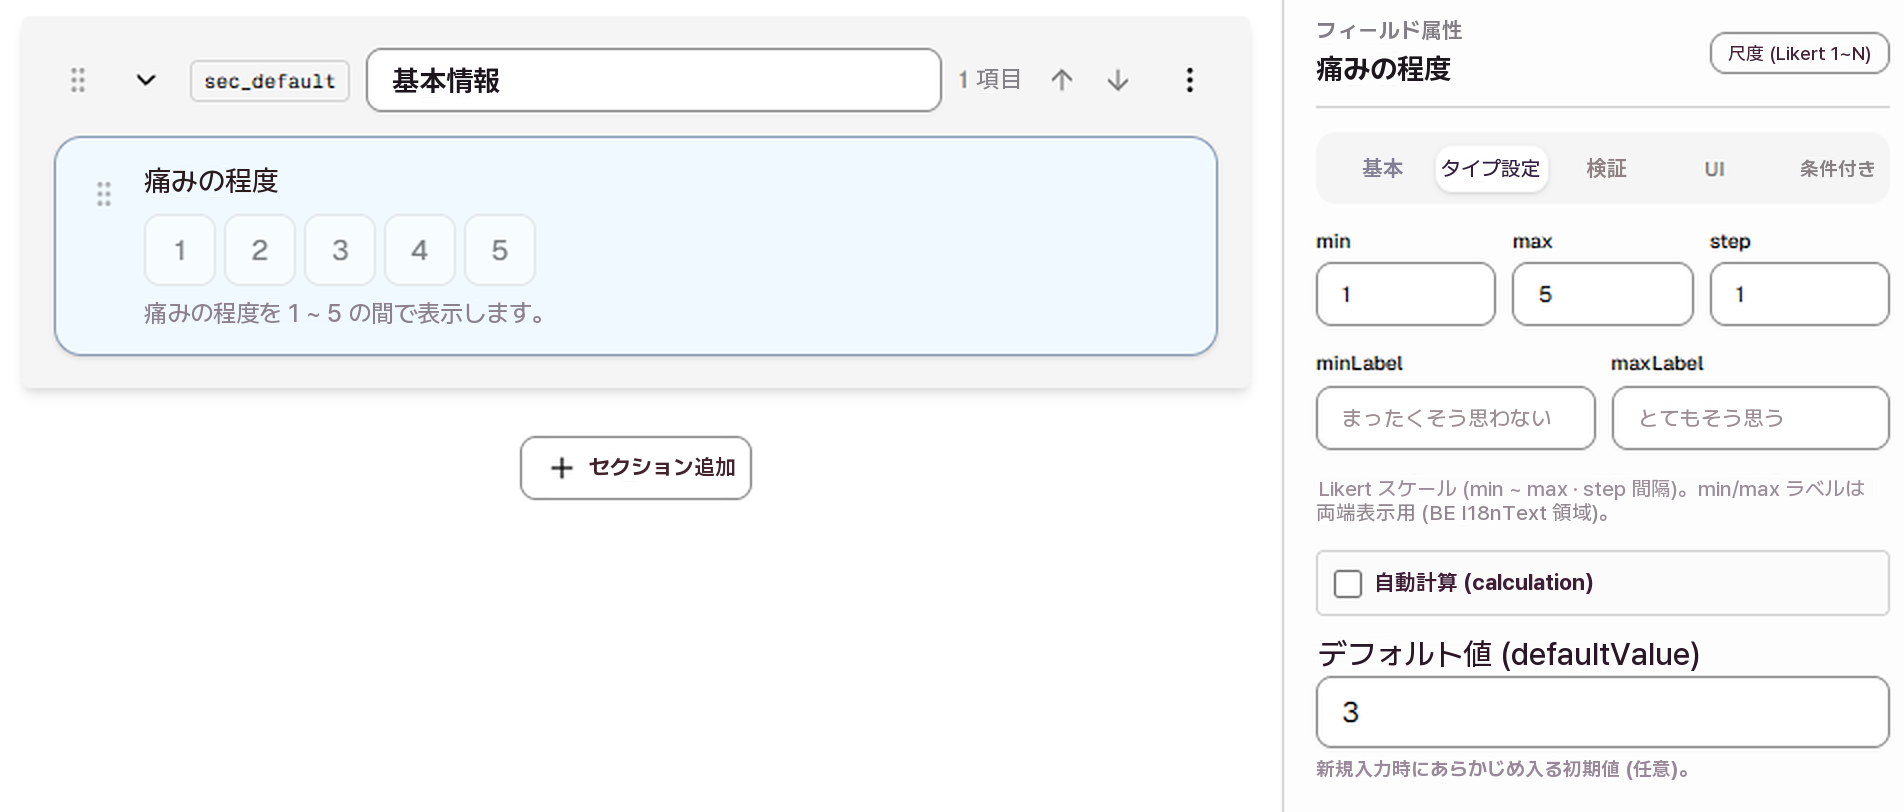 sec_default
基本情報
1 項目
痛みの程度
1 2 3 4 5
痛みの程度を 1 ~ 5 の間で表示します。
セクション追加
フィールド属性
痛みの程度
尺度 (Likert 1~N)
基本 タイプ設定 検証 UI 条件付き
min max step
1 5 1
minLabel maxLabel
まったくそう思わない とてもそう思う
Likert スケール (min ~ max · step 間隔)。min/max ラベルは
両端表示用 (BE I18nText 領域)。
自動計算 (calculation)
デフォルト値 (defaultValue)
3
新規入力時にあらかじめ入る初期値 (任意)。